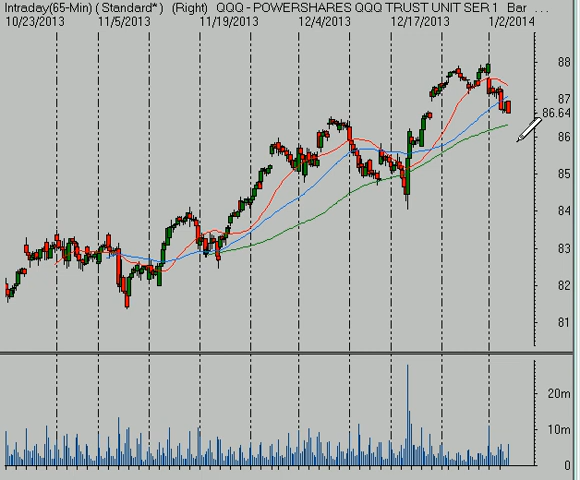 Intraday(65-Min) ( Standard* ) (Right) QQQ - POWERSHARES QQQ TRUST UNIT SER 1 Bar ...
10/23/2013 11/5/2013 11/19/2013 12/4/2013 12/17/2013 1/2/2014
88
87
86.64
86
85
84
83
82
81
20m
10m
0